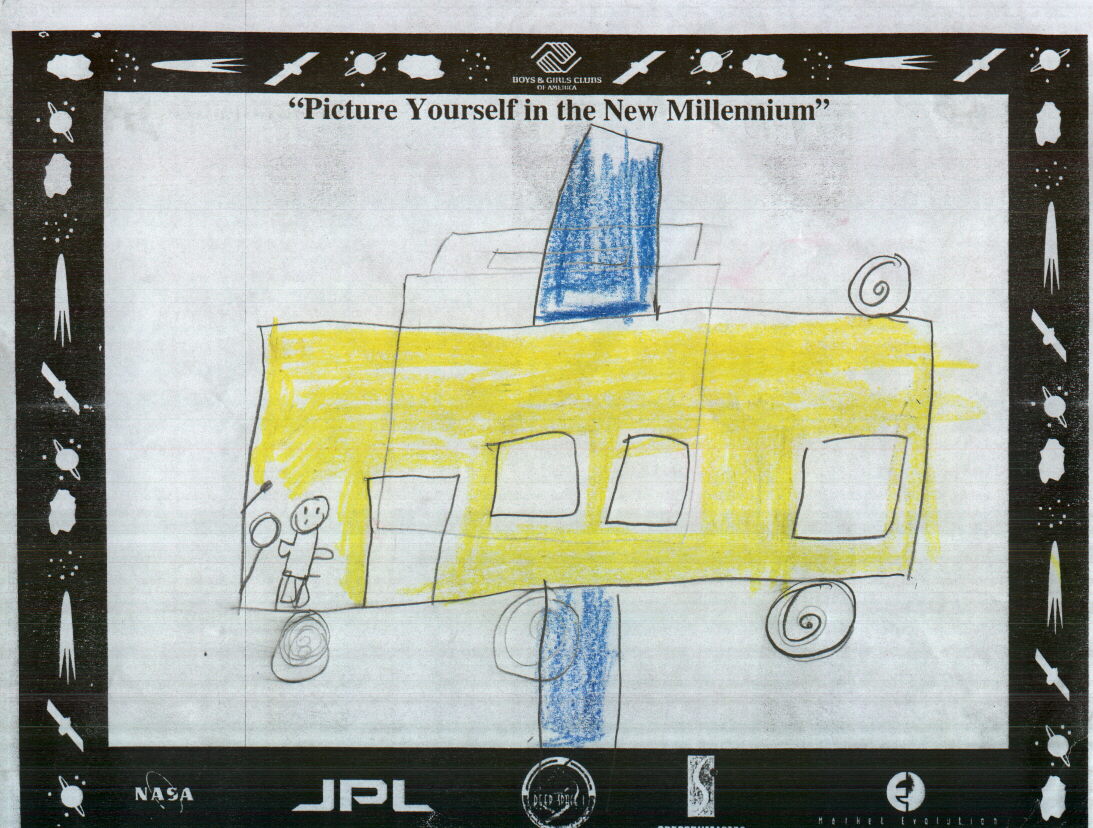 BOYS & GIRLS CLUBS
OF AMERICA
“Picture Yourself in the New Millennium”
NASA
JPL
DEEP SPACE 1
Market Evolution